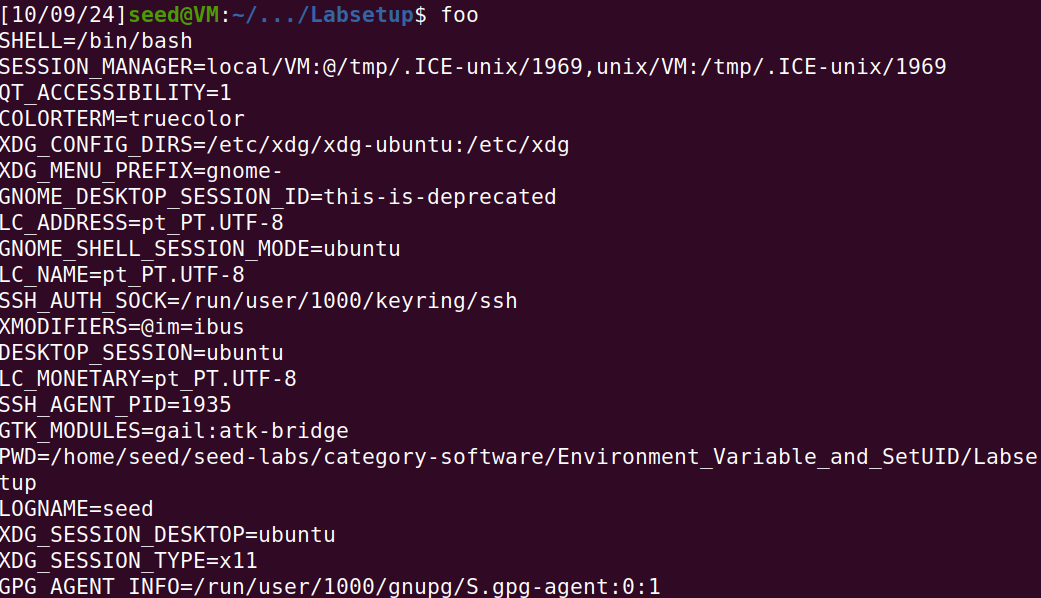 [10/09/24]seed@VM:~/.../Labsetup$ foo
SHELL=/bin/bash
SESSION_MANAGER=local/VM:@/tmp/.ICE-unix/1969,unix/VM:/tmp/.ICE-unix/1969
QT_ACCESSIBILITY=1
COLORTERM=truecolor
XDG_CONFIG_DIRS=/etc/xdg/xdg-ubuntu:/etc/xdg
XDG_MENU_PREFIX=gnome-
GNOME_DESKTOP_SESSION_ID=this-is-deprecated
LC_ADDRESS=pt_PT.UTF-8
GNOME_SHELL_SESSION_MODE=ubuntu
LC_NAME=pt_PT.UTF-8
SSH_AUTH_SOCK=/run/user/1000/keyring/ssh
XMODIFIERS=@im=ibus
DESKTOP_SESSION=ubuntu
LC_MONETARY=pt_PT.UTF-8
SSH_AGENT_PID=1935
GTK_MODULES=gail:atk-bridge
PWD=/home/seed/seed-labs/category-software/Environment_Variable_and_SetUID/Labse
tup
LOGNAME=seed
XDG_SESSION_DESKTOP=ubuntu
XDG_SESSION_TYPE=x11
GPG_AGENT_INFO=/run/user/1000/gnupg/S.gpg-agent:0:1